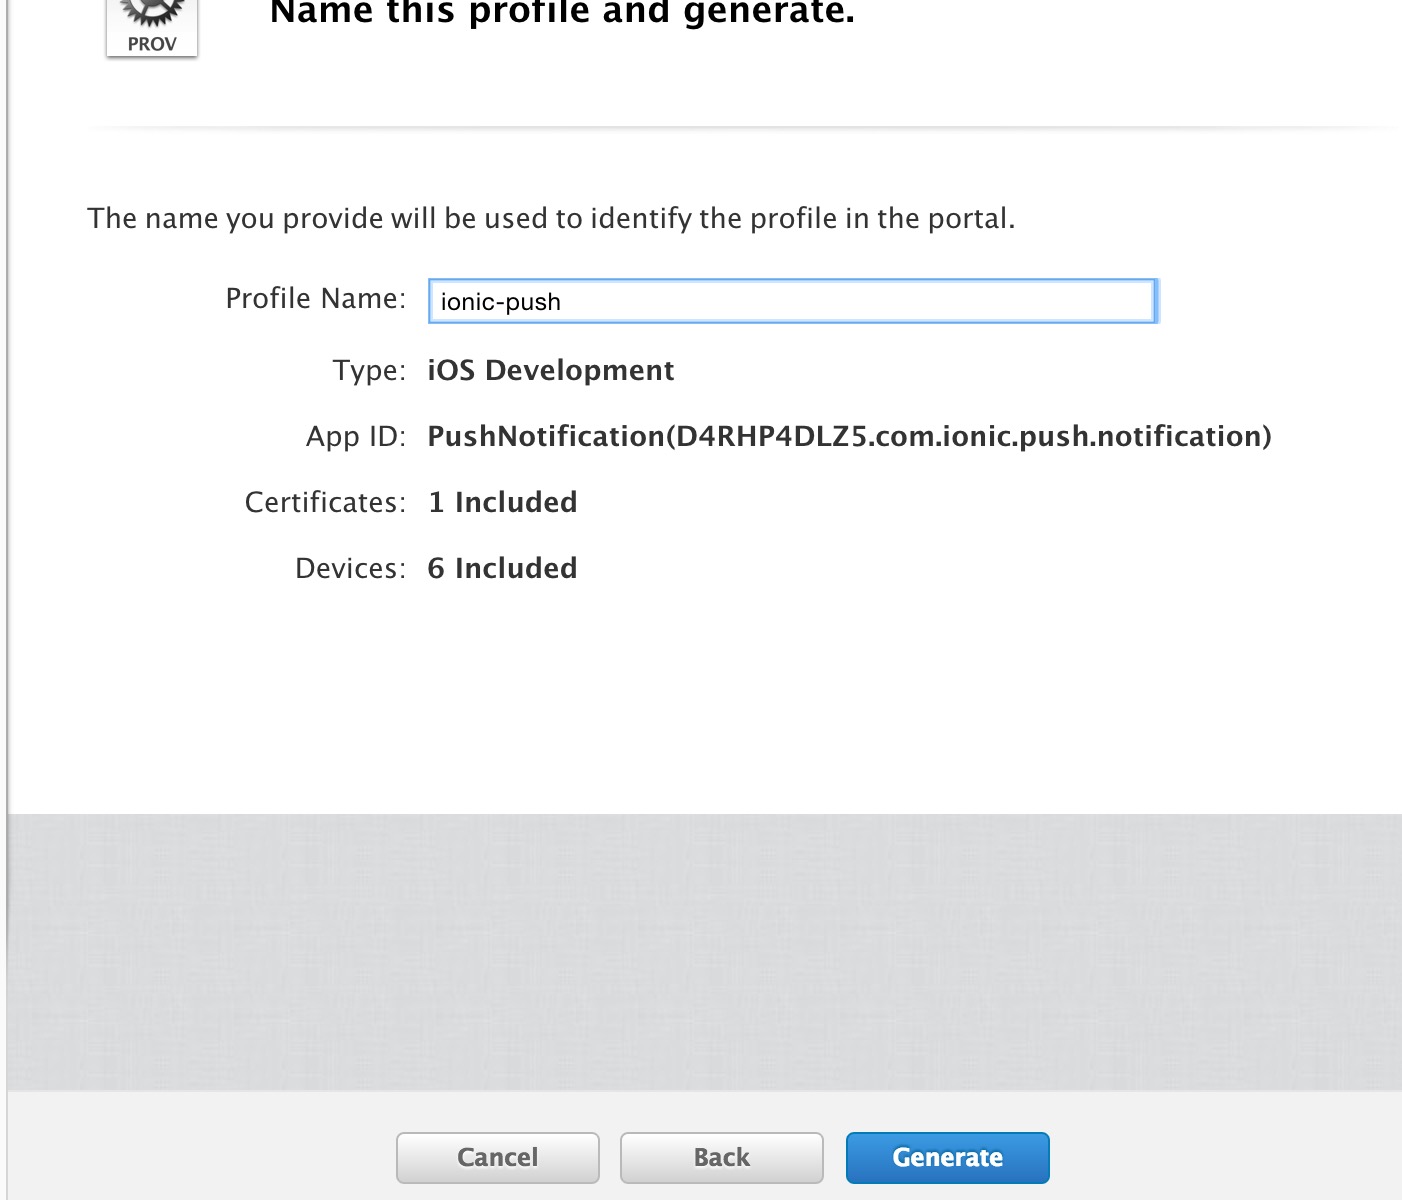 PROV
Name this profile and generate.
The name you provide will be used to identify the profile in the portal.
Profile Name: ionic-push
Type: iOS Development
App ID: PushNotification(D4RHP4DLZ5.com.ionic.push.notification)
Certificates: 1 Included
Devices: 6 Included
Cancel Back Generate